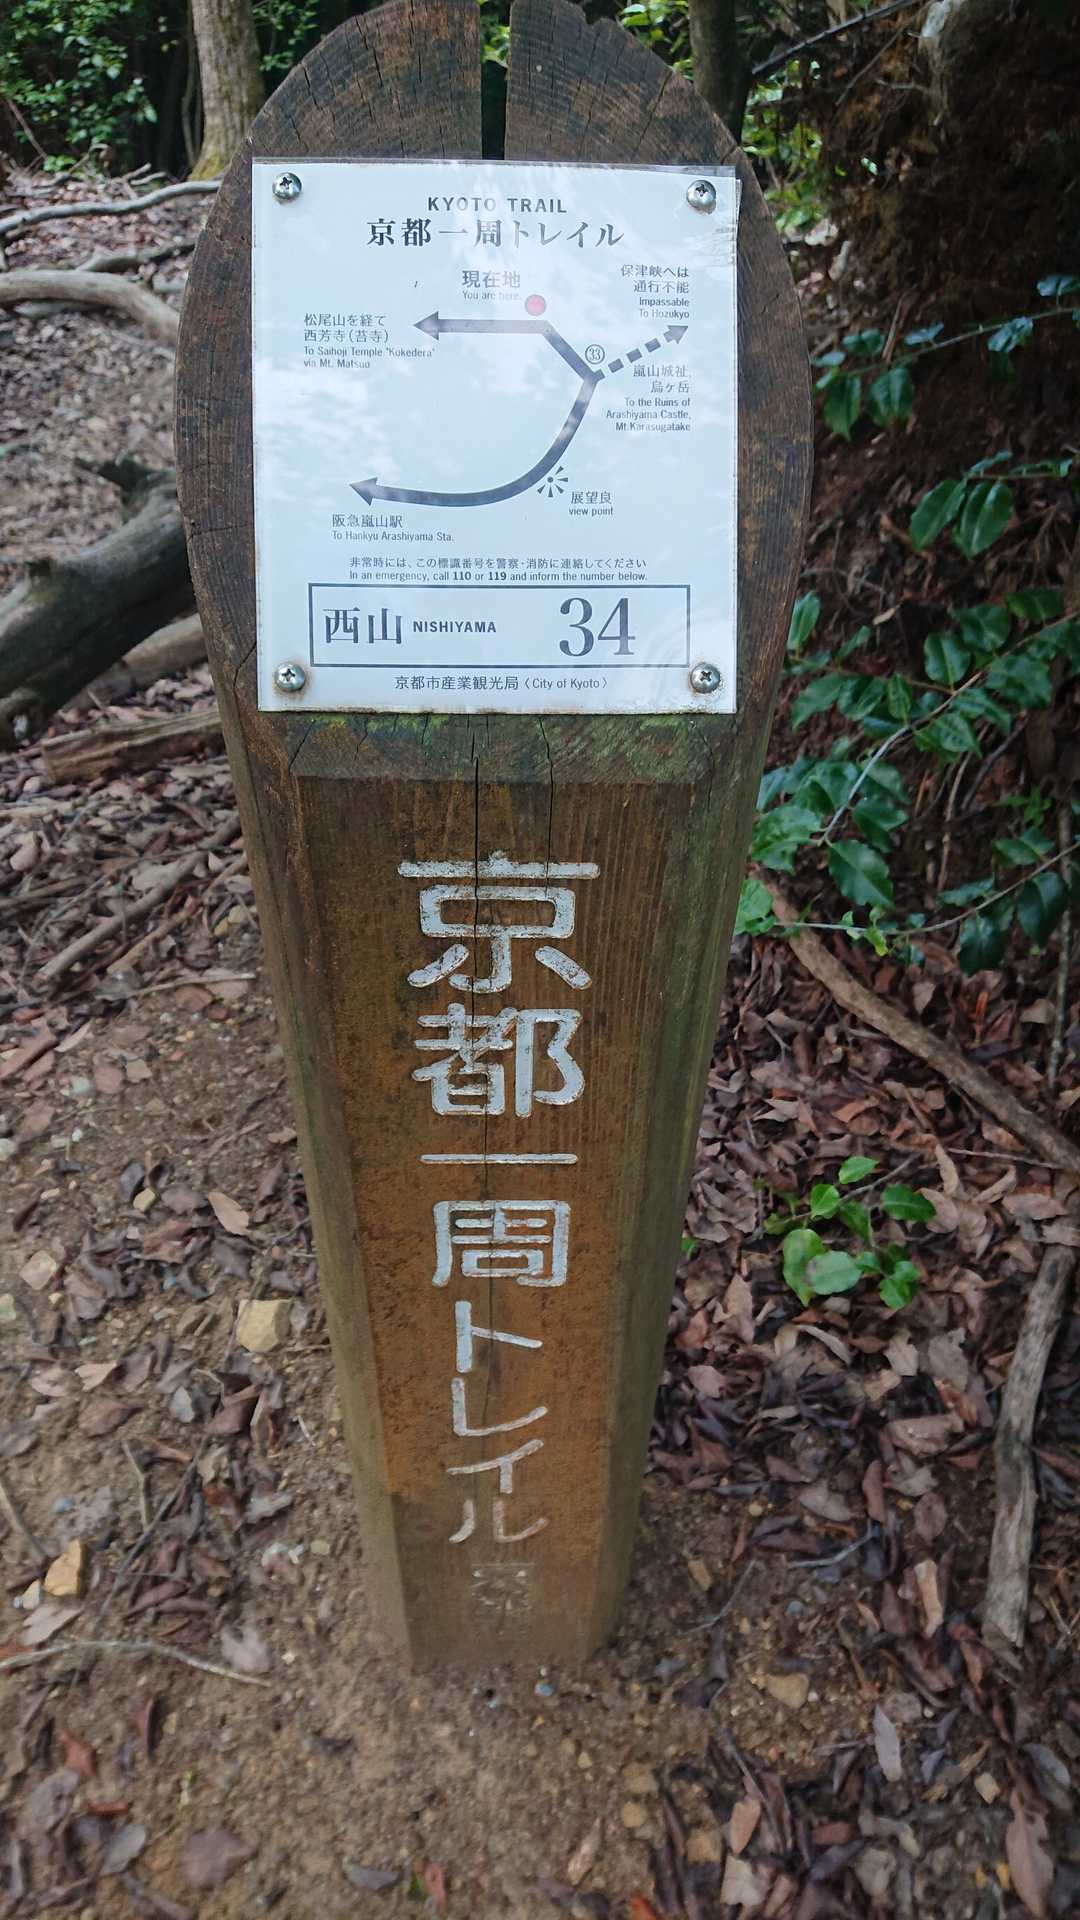 KYOTO TRAIL
京都一周トレイル
現在地
You are here.
保津峡へは
通行不能
Impassable
To Hozukyo
松尾山を経て
西芳寺(苔寺)
To Saihoji Temple "Kokedera"
via Mt. Matsuo
33
嵐山城祉,
烏ヶ岳
To the Ruins of
Arashiyama Castle,
Mt.Karasugatake
展望良
view point
阪急嵐山駅
To Hankyu Arashiyama Sta.
非常時には、この標識番号を警察・消防に連絡してください
In an emergency, call 110 or 119 and inform the number below.
西山 NISHIYAMA 34
京都市産業観光局〈City of Kyoto〉
京都一周トレイル